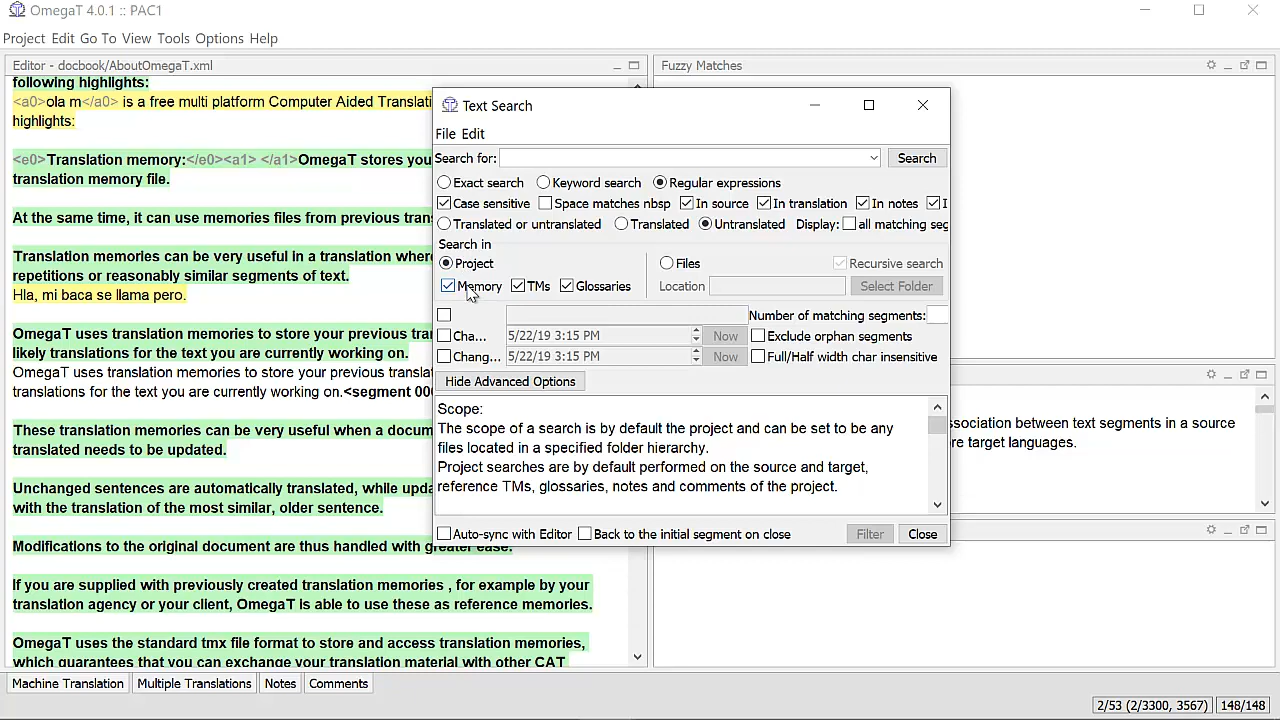 OmegaT 4.0.1 :: PAC1
Project Edit Go To View Tools Options Help
Editor - docbook/AboutOmegaT.xml
following highlights:
<a0>ola m</a0> is a free multi platform Computer Aided Translati
highlights:
<e0>Translation memory:</e0><a1> </a1>OmegaT stores you
translation memory file.
At the same time, it can use memories files from previous tran
Translation memories can be very useful in a translation where
repetitions or reasonably similar segments of text.
Hla, mi baca se llama pero.
OmegaT uses translation memories to store your previous tran
likely translations for the text you are currently working on.
OmegaT uses translation memories to store your previous transla
translations for the text you are currently working on.<segment 000
These translation memories can be very useful when a docum
translated needs to be updated.
Unchanged sentences are automatically translated, while upda
with the translation of the most similar, older sentence.
Modifications to the original document are thus handled with greater ease.
If you are supplied with previously created translation memories , for example by your
translation agency or your client, OmegaT is able to use these as reference memories.
OmegaT uses the standard tmx file format to store and access translation memories,
which guarantees that you can exchange your translation material with other CAT
Fuzzy Matches
Text Search
File Edit
Search for:
Search
Exact search Keyword search Regular expressions
Case sensitive Space matches nbsp In source In translation In notes I
Translated or untranslated Translated Untranslated Display: all matching seg
Search in
Project Files Recursive search
Memory TMs Glossaries Location Select Folder
Number of matching segments:
Cha... 5/22/19 3:15 PM Now Exclude orphan segments
Chang... 5/22/19 3:15 PM Now Full/Half width char insensitive
Hide Advanced Options
Scope:
The scope of a search is by default the project and can be set to be any
files located in a specified folder hierarchy.
Project searches are by default performed on the source and target,
reference TMs, glossaries, notes and comments of the project.
Auto-sync with Editor Back to the initial segment on close Filter Close
ssociation between text segments in a source
re target languages.
Machine Translation Multiple Translations Notes Comments
2/53 (2/3300, 3567) 148/148